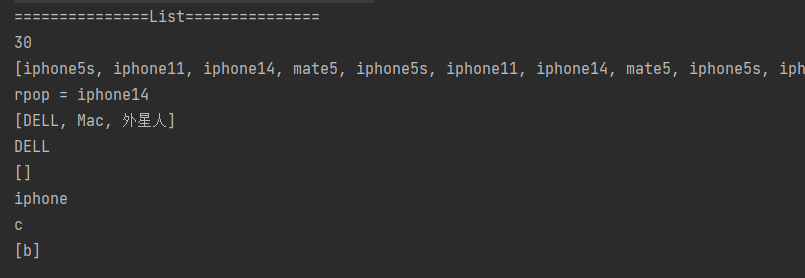 ===============List===============
30
[iphone5s, iphone11, iphone14, mate5, iphone5s, iphone11, iphone14, mate5, iphone5s, iph
rpop = iphone14
[DELL, Mac, 外星人]
DELL
[]
iphone
c
[b]